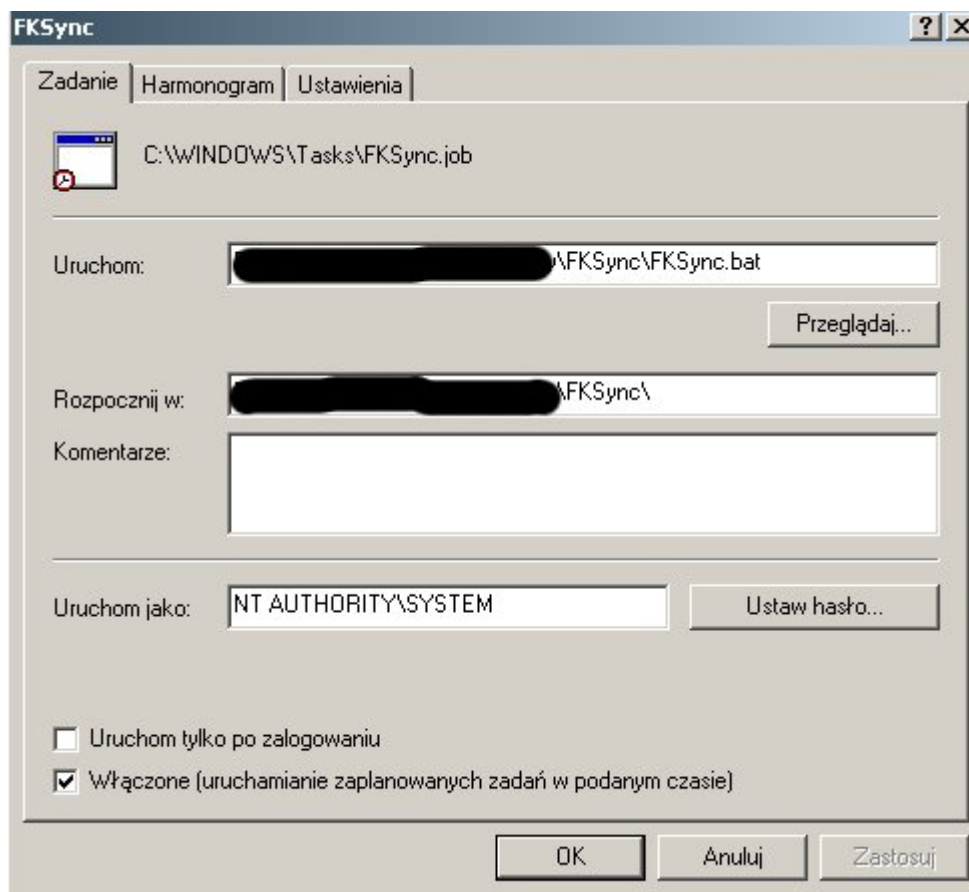 FKSync
Zadanie Harmonogram Ustawienia
C:\WINDOWS\Tasks\FKSync.job
Uruchom: \FKSync\FKSync.bat
Przeglądaj...
Rozpocznij w: \FKSync\
Komentarze:
Uruchom jako: NT AUTHORITY\SYSTEM Ustaw hasło...
Uruchom tylko po zalogowaniu
Włączone (uruchamianie zaplanowanych zadań w podanym czasie)
OK Anuluj Zastosuj